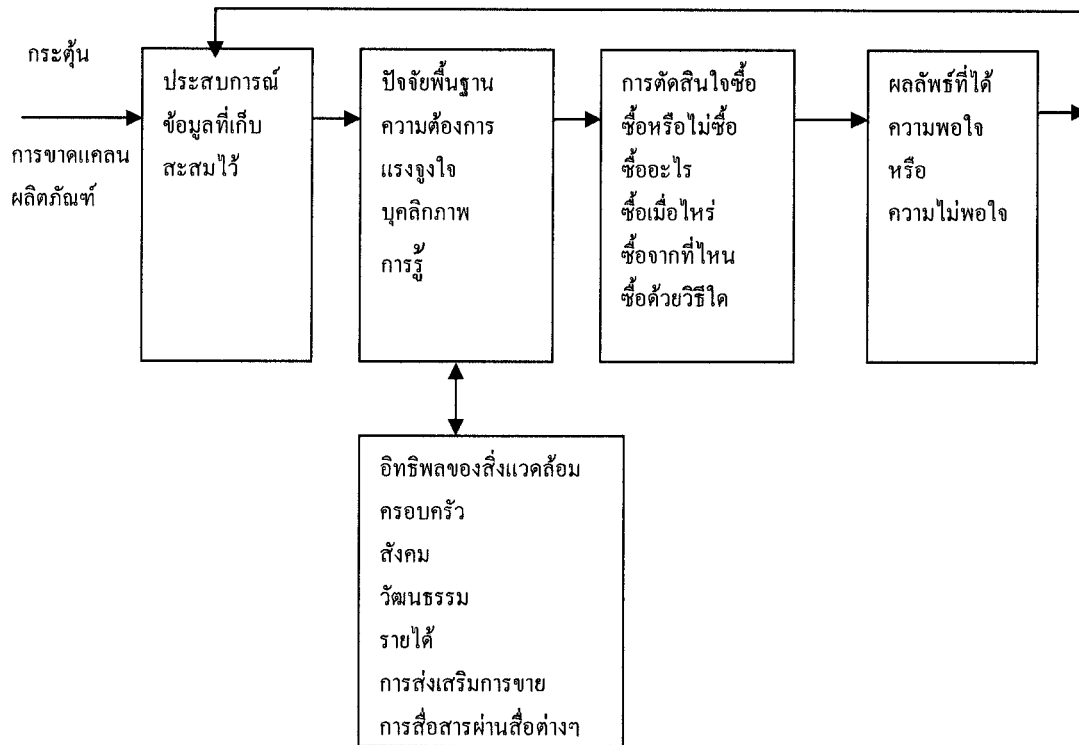 กระตุ้น
การขาดแคลน
ผลิตภัณฑ์
ประสบการณ์
ข้อมูลที่เก็บ
สะสมไว้
ปัจจัยพื้นฐาน
ความต้องการ
แรงจูงใจ
บุคลิกภาพ
การรู้
การตัดสินใจซื้อ
ซื้อหรือไม่ซื้อ
ซื้ออะไร
ซื้อเมื่อไหร่
ซื้อจากที่ไหน
ซื้อด้วยวิธีใด
ผลลัพธ์ที่ได้
ความพอใจ
หรือ
ความไม่พอใจ
อิทธิพลของสิ่งแวดล้อม
ครอบครัว
สังคม
วัฒนธรรม
รายได้
การส่งเสริมการขาย
การสื่อสารผ่านสื่อต่างๆ